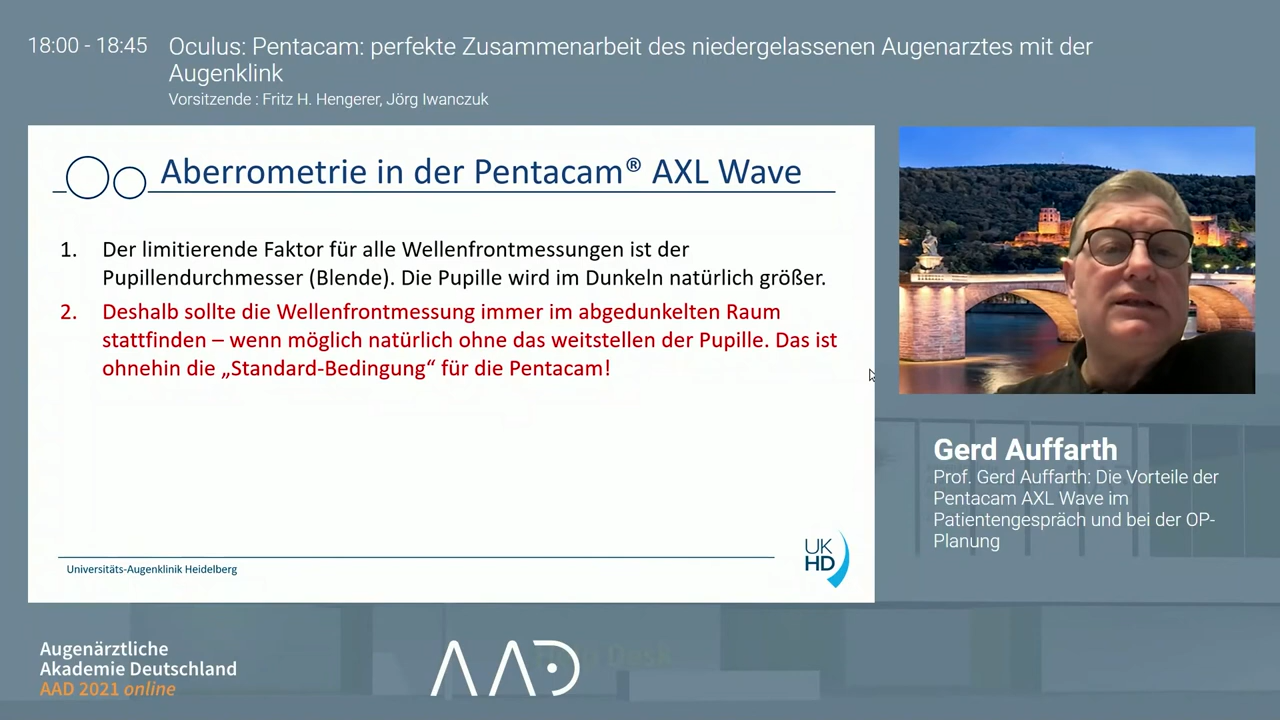 18:00 - 18:45
Oculus: Pentacam: perfekte Zusammenarbeit des niedergelassenen Augenarztes mit der
Augenklink
Vorsitzende : Fritz H. Hengerer, Jörg Iwanczuk
Aberrometrie in der Pentacam® AXL Wave
1. Der limitierende Faktor für alle Wellenfrontmessungen ist der
Pupillendurchmesser (Blende). Die Pupille wird im Dunkeln natürlich größer.
2. Deshalb sollte die Wellenfrontmessung immer im abgedunkelten Raum
stattfinden – wenn möglich natürlich ohne das weitstellen der Pupille. Das ist
ohnehin die „Standard-Bedingung“ für die Pentacam!
Universitäts-Augenklinik Heidelberg
UK
HD
Gerd Auffarth
Prof. Gerd Auffarth: Die Vorteile der
Pentacam AXL Wave im
Patientengespräch und bei der OP-
Planung
Augenärztliche
Akademie Deutschland
AAD 2021 online
AAD